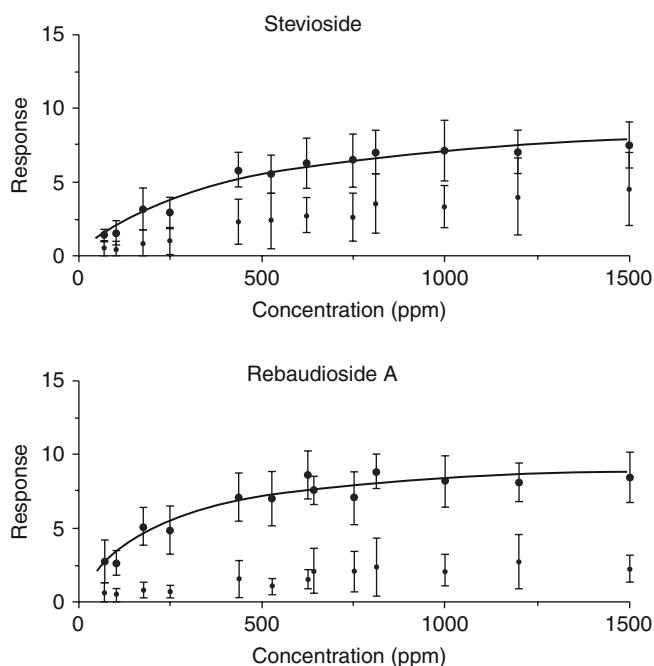 Stevioside
15
10
5
0
Response
0 500 1000 1500
Concentration (ppm)
Rebaudioside A
15
10
5
0
Response
0 500 1000 1500
Concentration (ppm)